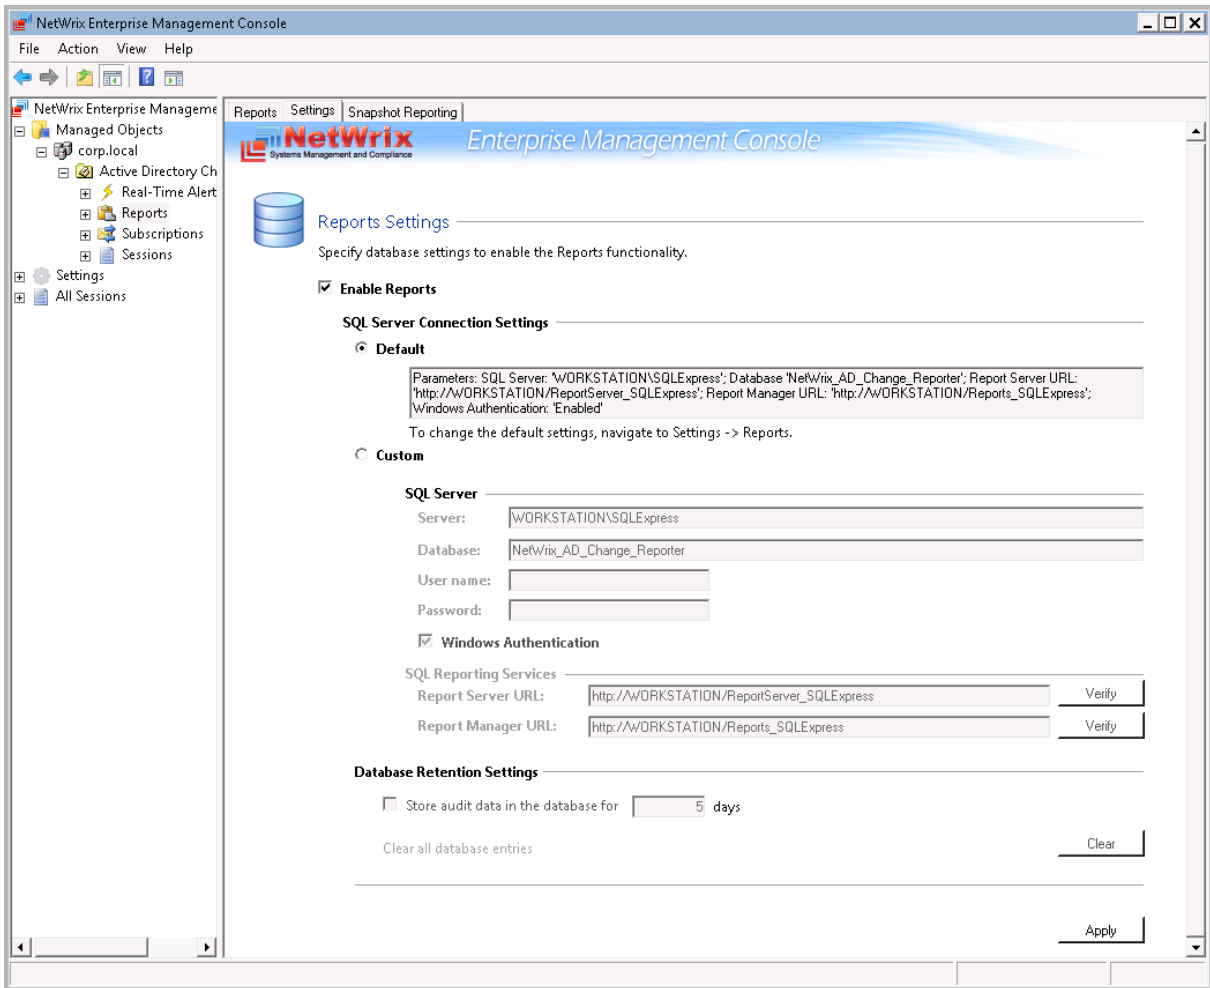 NetWrix Enterprise Management Console
File Action View Help
NetWrix Enterprise Manageme
Managed Objects
corp.local
Active Directory Ch
Real-Time Alert
Reports
Subscriptions
Sessions
Settings
All Sessions
Reports Settings Snapshot Reporting
NetWrix
Systems Management and Compliance
Enterprise Management Console
Reports Settings
Specify database settings to enable the Reports functionality.
Enable Reports
SQL Server Connection Settings
Default
Parameters: SQL Server: 'WORKSTATION\SQLExpress'; Database 'NetWrix_AD_Change_Reporter'; Report Server URL:
'http://WORKSTATION/ReportServer_SQLExpress'; Report Manager URL: 'http://WORKSTATION/Reports_SQLExpress';
Windows Authentication: 'Enabled'
To change the default settings, navigate to Settings -> Reports.
Custom
SQL Server
Server: WORKSTATION\SQLExpress
Database: NetWrix_AD_Change_Reporter
User name:
Password:
Windows Authentication
SQL Reporting Services
Report Server URL: http://WORKSTATION/ReportServer_SQLExpress Verify
Report Manager URL: http://WORKSTATION/Reports_SQLExpress Verify
Database Retention Settings
Store audit data in the database for 5 days
Clear all database entries Clear
Apply